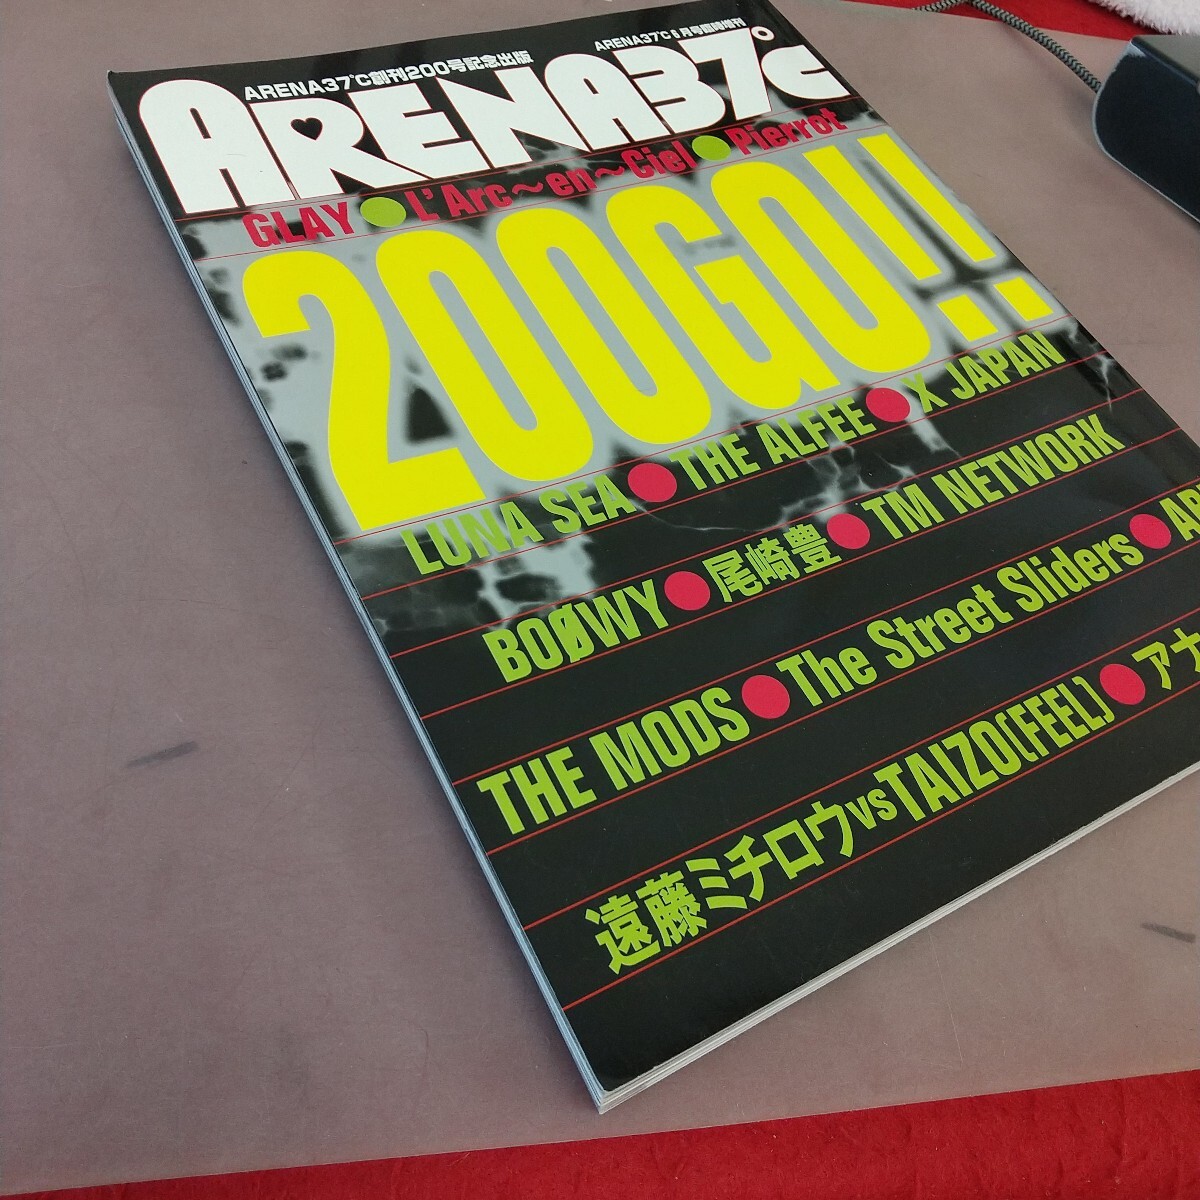 ARENA37℃創刊200号記念出版
ARENA37℃ 6月号臨時増刊
ARENA37℃
GLAY●L'Arc～en～Ciel●Pierrot
200GO!!
LUNA SEA●THE ALFEE●X JAPAN
BOØWY●尾崎豊●TM NETWORK
THE MODS●The Street Sliders●
遠藤ミチロウvsTAIZO(FEEL)●アナ